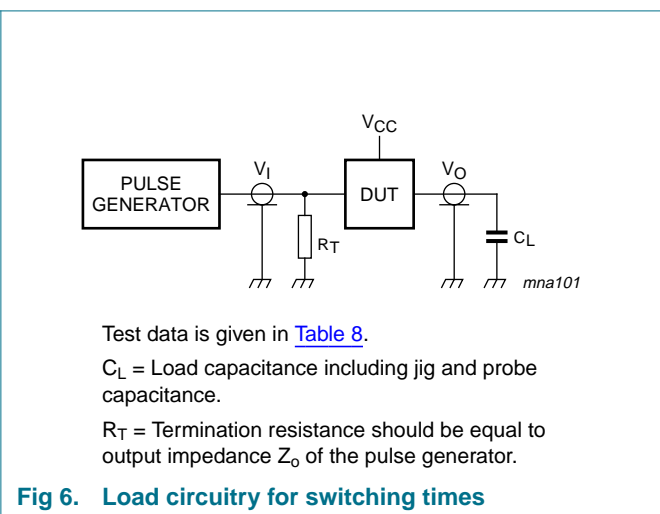 VCC
PULSE
GENERATOR
VI
DUT
VO
RT
CL
mna101
Test data is given in Table 8.
CL = Load capacitance including jig and probe
capacitance.
RT = Termination resistance should be equal to
output impedance Zo of the pulse generator.
Fig 6. Load circuitry for switching times